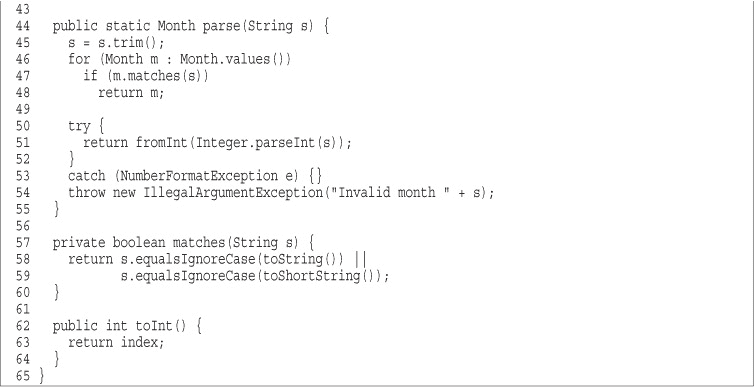 43
44   public static Month parse(String s) {
45     s = s.trim();
46     for (Month m : Month.values())
47       if (m.matches(s))
48         return m;
49
50     try {
51       return fromInt(Integer.parseInt(s));
52     }
53     catch (NumberFormatException e) {}
54     throw new IllegalArgumentException("Invalid month " + s);
55   }
56
57   private boolean matches(String s) {
58     return s.equalsIgnoreCase(toString()) ||
59            s.equalsIgnoreCase(toShortString());
60   }
61
62   public int toInt() {
63     return index;
64   }
65 }